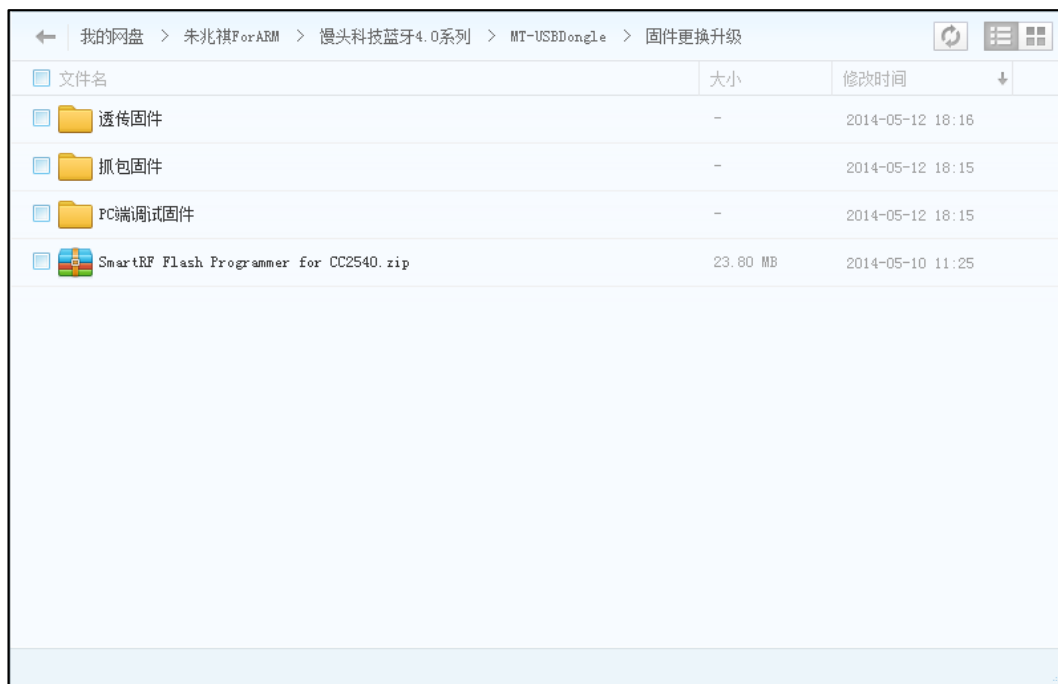 我的网盘 > 朱兆祺ForARM > 馒头科技蓝牙4.0系列 > MT-USBDongle > 固件更换升级
文件名 大小 修改时间
透传固件 - 2014-05-12 18:16
抓包固件 - 2014-05-12 18:15
PC端调试固件 - 2014-05-12 18:15
SmartRF Flash Programmer for CC2540.zip 23.80 MB 2014-05-10 11:25